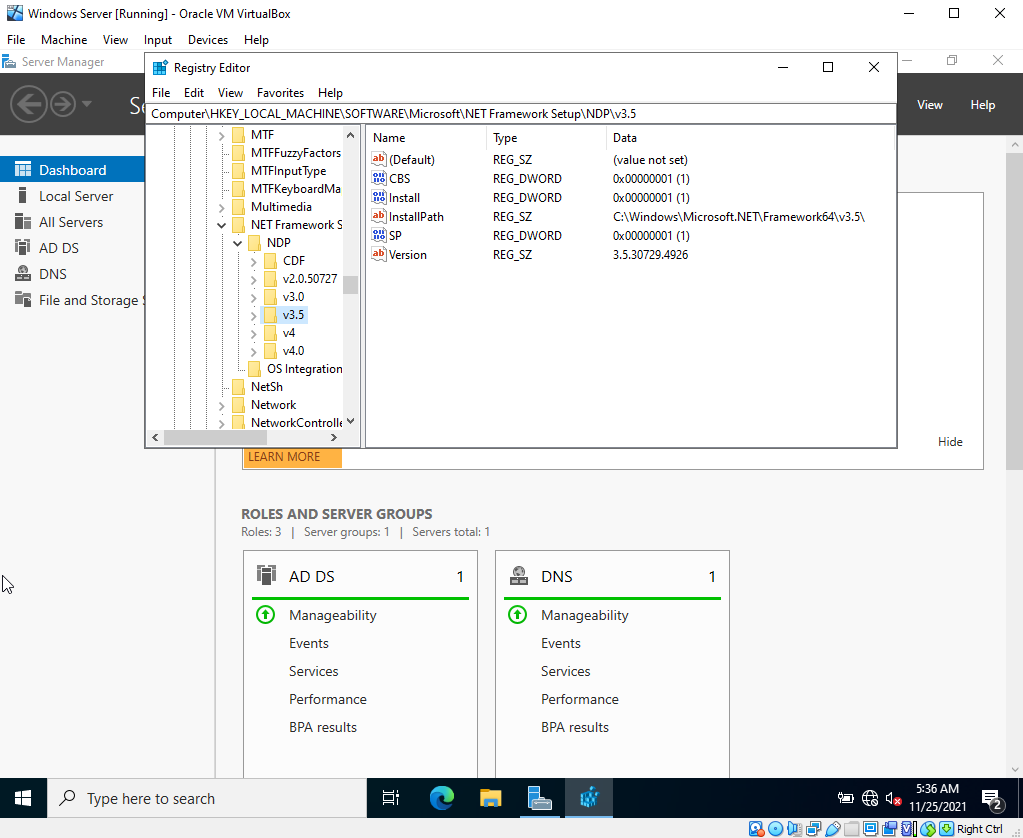 Windows Server [Running] - Oracle VM VirtualBox
File Machine View Input Devices Help
Server Manager
View Help
Registry Editor
File Edit View Favorites Help
Computer\HKEY_LOCAL_MACHINE\SOFTWARE\Microsoft\NET Framework Setup\NDP\v3.5
MTF
MTFFuzzyFactors
MTFInputType
MTFKeyboardMa
Multimedia
NET Framework S
NDP
CDF
v2.0.50727
v3.0
v3.5
v4
v4.0
OS Integration
NetSh
Network
NetworkControlle
Name Type Data
(Default) REG_SZ (value not set)
CBS REG_DWORD 0x00000001 (1)
Install REG_DWORD 0x00000001 (1)
InstallPath REG_SZ C:\Windows\Microsoft.NET\Framework64\v3.5\
SP REG_DWORD 0x00000001 (1)
Version REG_SZ 3.5.30729.4926
Dashboard
Local Server
All Servers
AD DS
DNS
File and Storage S
Hide
LEARN MORE
ROLES AND SERVER GROUPS
Roles: 3 | Server groups: 1 | Servers total: 1
AD DS 1
Manageability
Events
Services
Performance
BPA results
DNS 1
Manageability
Events
Services
Performance
BPA results
Type here to search
5:36 AM
11/25/2021
2
Right Ctrl